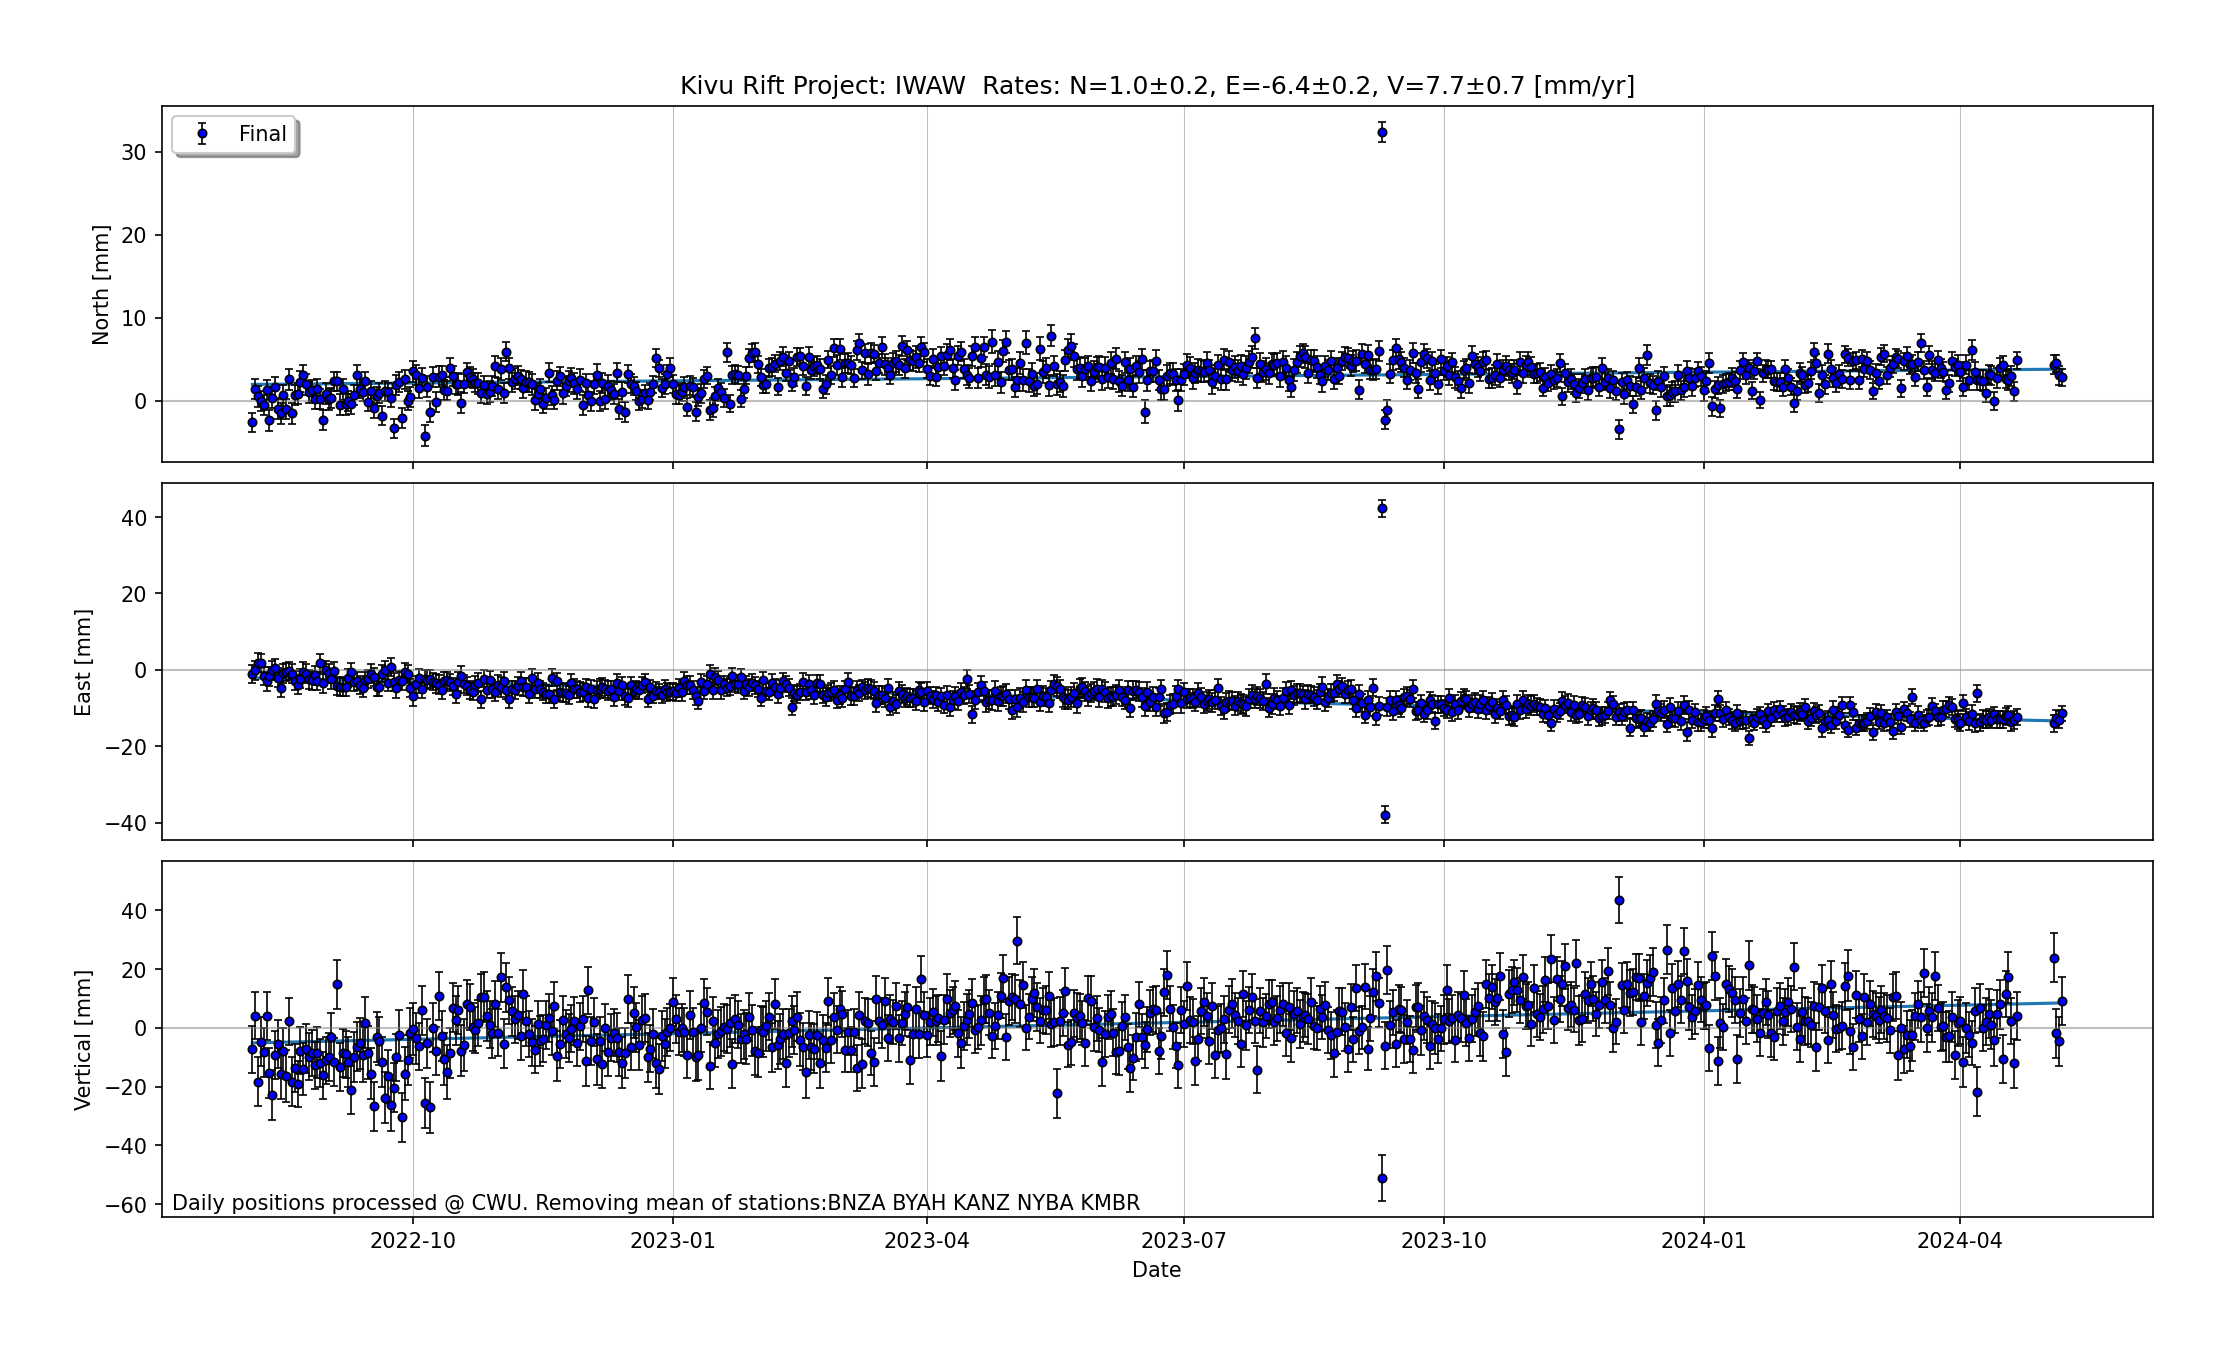 Kivu Rift Project: IWAW  Rates: N=1.0±0.2, E=-6.4±0.2, V=7.7±0.7 [mm/yr]
Final
North [mm]
30
20
10
0
East [mm]
40
20
0
−20
−40
Vertical [mm]
40
20
0
−20
−40
−60
Daily positions processed @ CWU. Removing mean of stations:BNZA BYAH KANZ NYBA KMBR
2022-10 2023-01 2023-04 2023-07 2023-10 2024-01 2024-04
Date